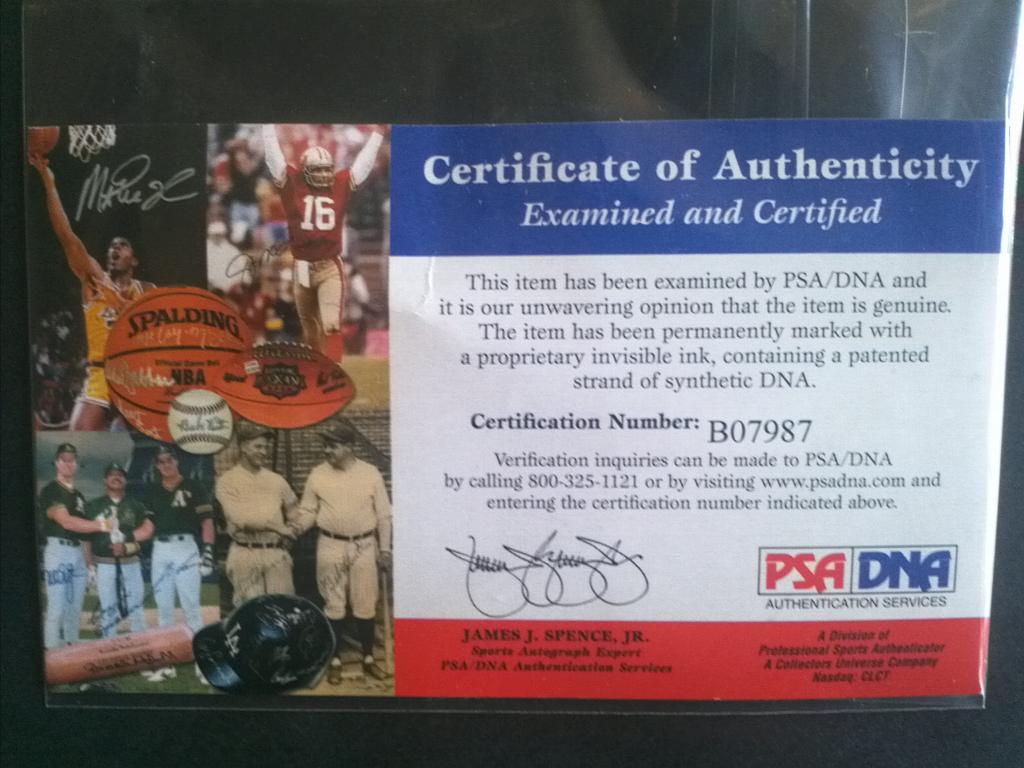 Certificate of Authenticity
Examined and Certified
This item has been examined by PSA/DNA and
it is our unwavering opinion that the item is genuine.
The item has been permanently marked with
a proprietary invisible ink, containing a patented
strand of synthetic DNA.
Certification Number: B07987
Verification inquiries can be made to PSA/DNA
by calling 800-325-1121 or by visiting www.psadna.com and
entering the certification number indicated above.
PSA DNA
AUTHENTICATION SERVICES
JAMES J. SPENCE, JR.
Sports Autograph Expert
PSA/DNA Authentication Services
A Division of
Professional Sports Authenticator
A Collectors Universe Company
Nasdaq: CLCT
16
SPALDING
Official Game Ball
NBA
Babe Ruth